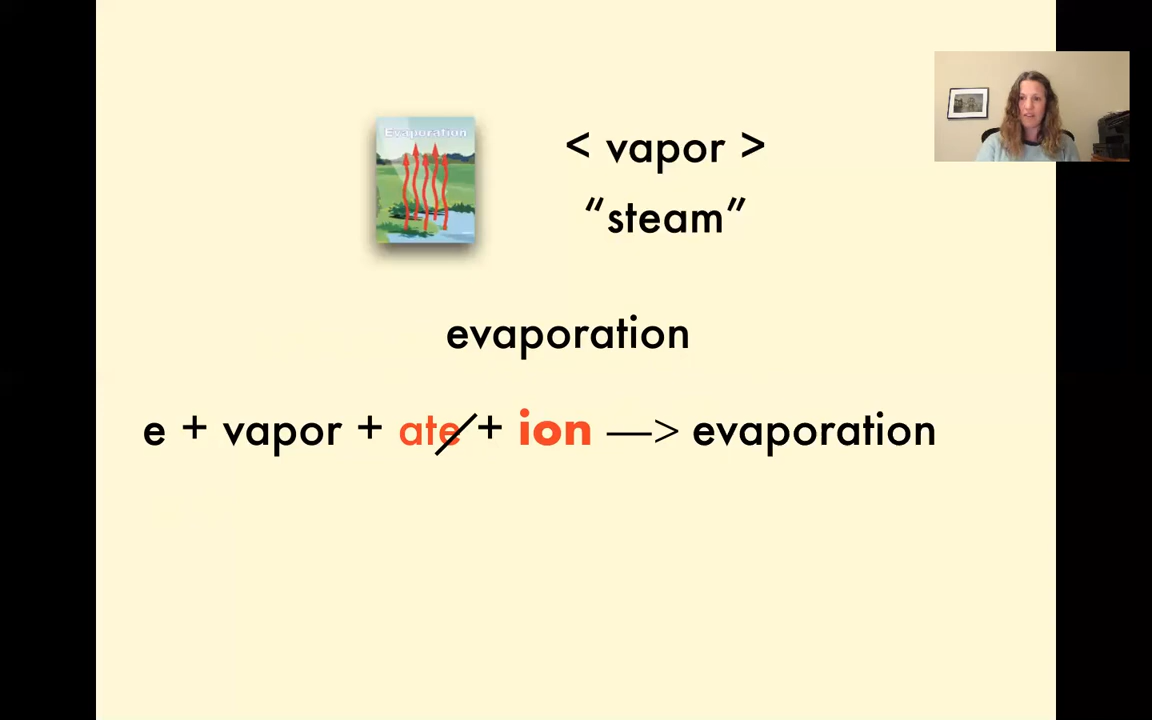 Evaporation
< vapor >
“steam”
evaporation
e + vapor + ate + ion —> evaporation